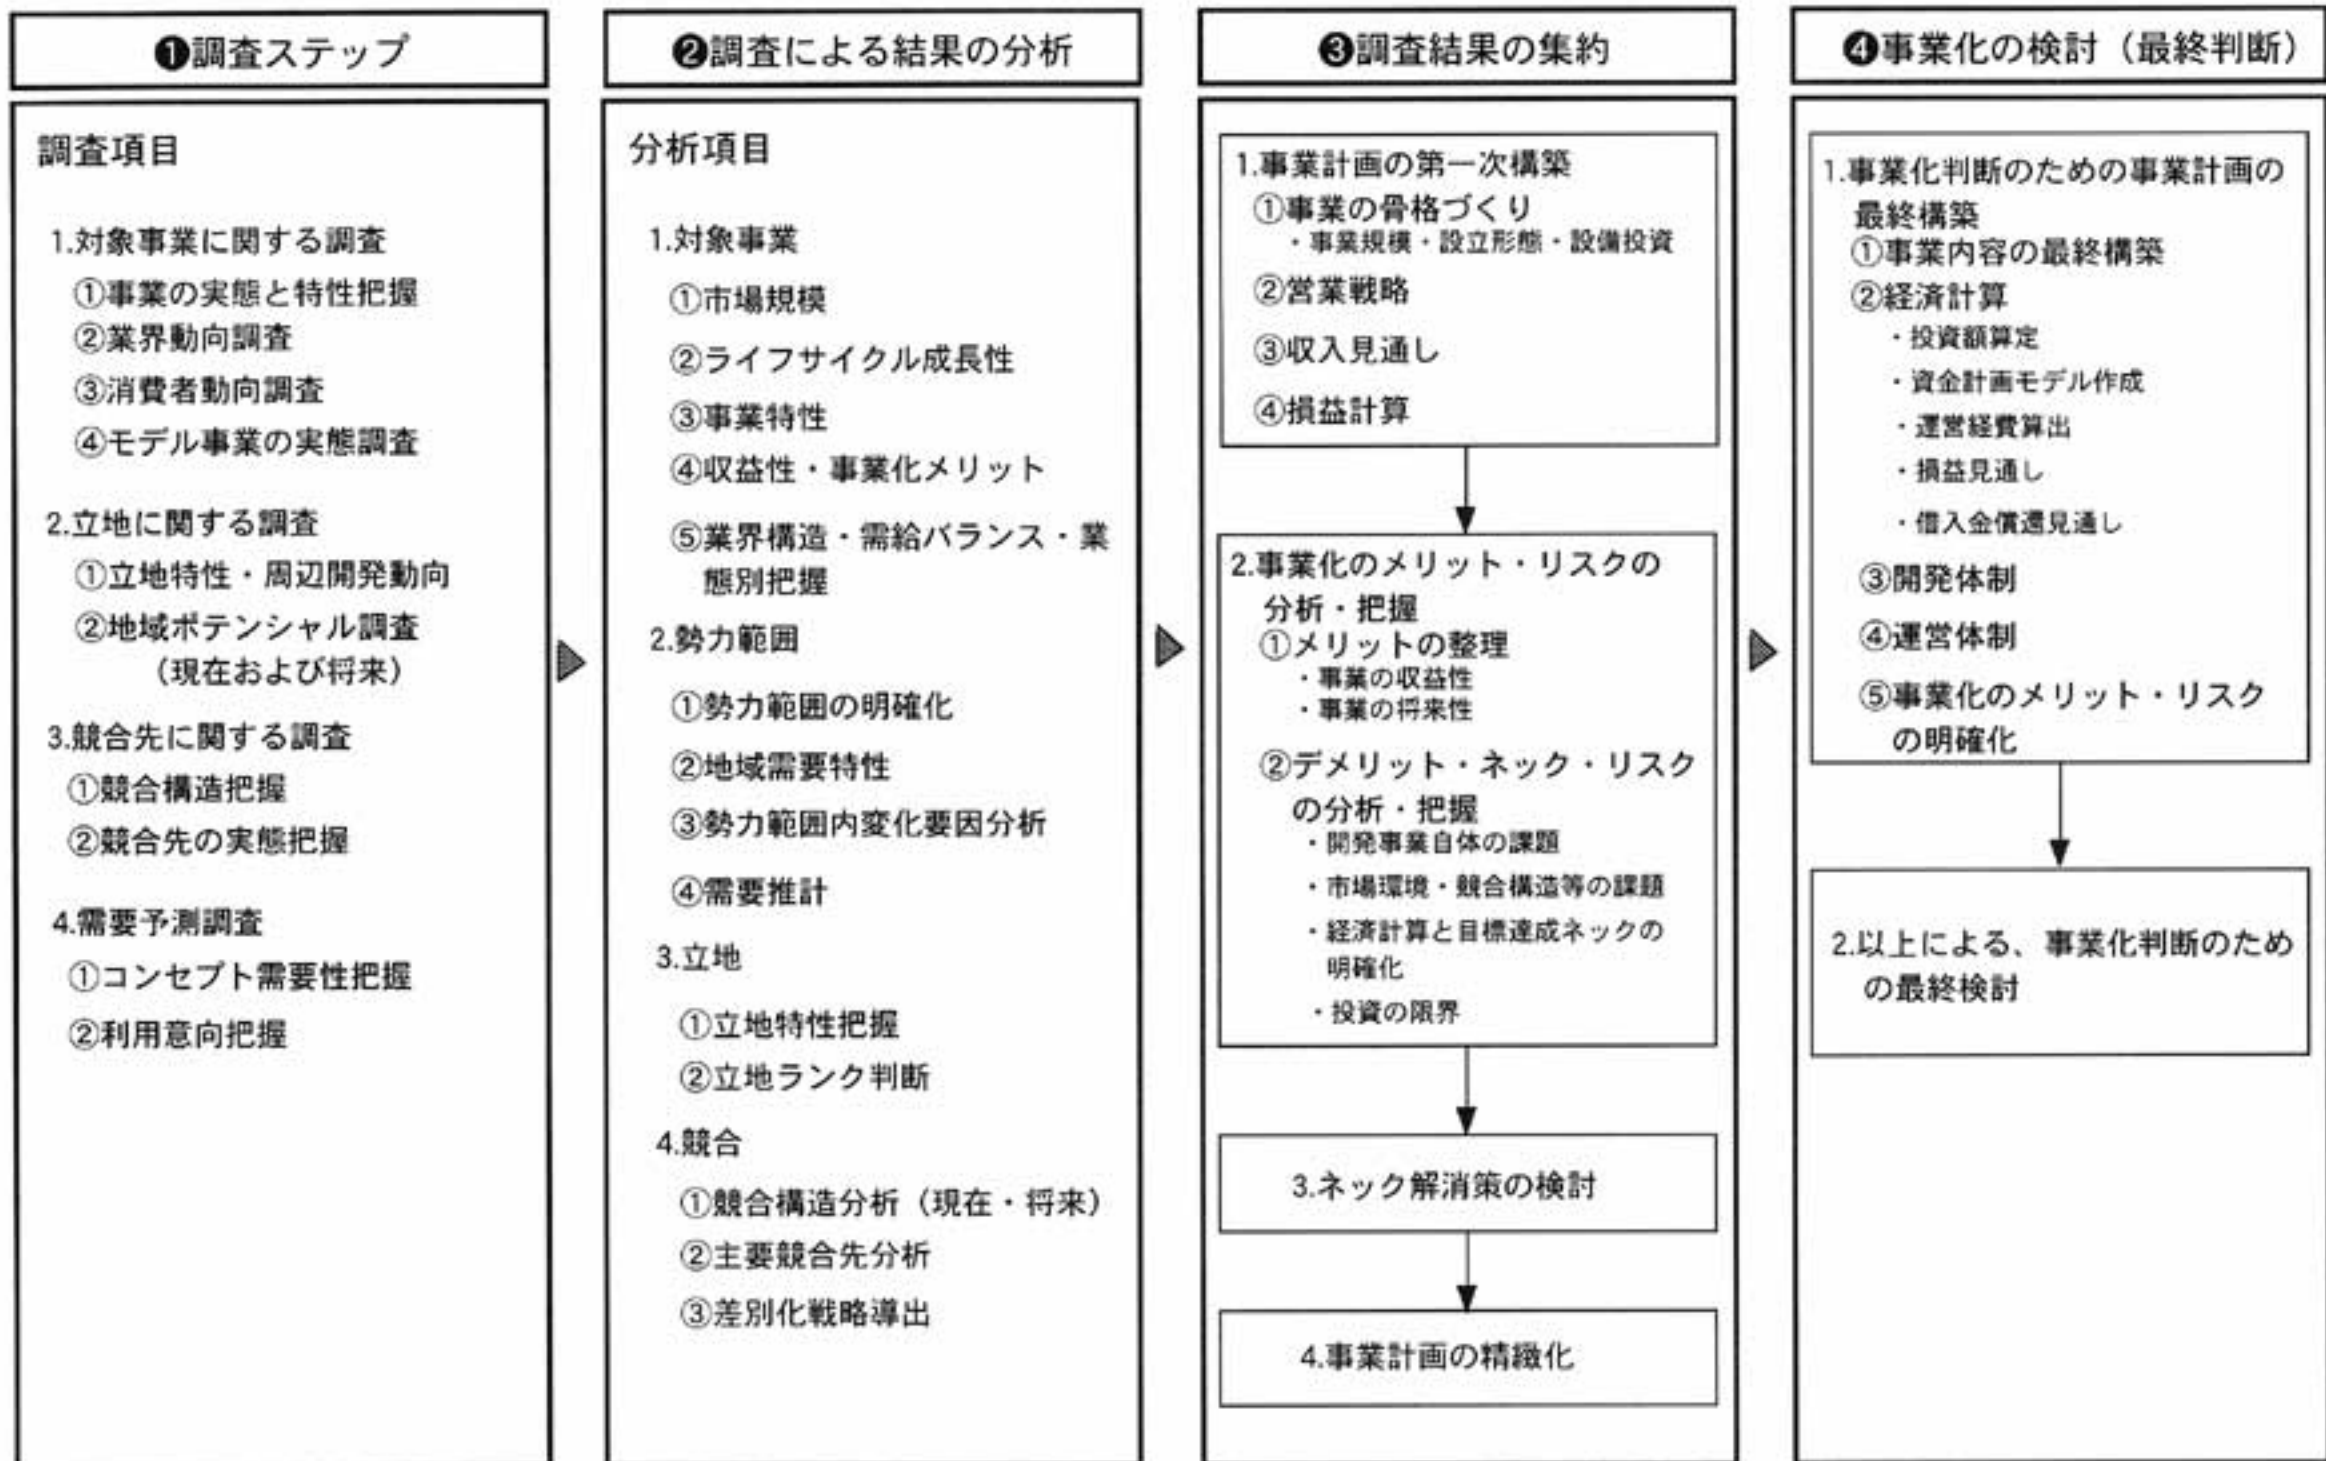 ❶調査ステップ
調査項目
1.対象事業に関する調査
①事業の実態と特性把握
②業界動向調査
③消費者動向調査
④モデル事業の実態調査
2.立地に関する調査
①立地特性・周辺開発動向
②地域ポテンシャル調査
（現在および将来）
3.競合先に関する調査
①競合構造把握
②競合先の実態把握
4.需要予測調査
①コンセプト需要性把握
②利用意向把握
❷調査による結果の分析
分析項目
1.対象事業
①市場規模
②ライフサイクル成長性
③事業特性
④収益性・事業化メリット
⑤業界構造・需給バランス・業
態別把握
2.勢力範囲
①勢力範囲の明確化
②地域需要特性
③勢力範囲内変化要因分析
④需要推計
3.立地
①立地特性把握
②立地ランク判断
4.競合
①競合構造分析（現在・将来）
②主要競合先分析
③差別化戦略導出
❸調査結果の集約
1.事業計画の第一次構築
①事業の骨格づくり
・事業規模・設立形態・設備投資
②営業戦略
③収入見通し
④損益計算
2.事業化のメリット・リスクの
分析・把握
①メリットの整理
・事業の収益性
・事業の将来性
②デメリット・ネック・リスク
の分析・把握
・開発事業自体の課題
・市場環境・競合構造等の課題
・経済計算と目標達成ネックの
明確化
・投資の限界
3.ネック解消策の検討
4.事業計画の精緻化
❹事業化の検討（最終判断）
1.事業化判断のための事業計画の
最終構築
①事業内容の最終構築
②経済計算
・投資額算定
・資金計画モデル作成
・運営経費算出
・損益見通し
・借入金償還見通し
③開発体制
④運営体制
⑤事業化のメリット・リスク
の明確化
2.以上による、事業化判断のため
の最終検討